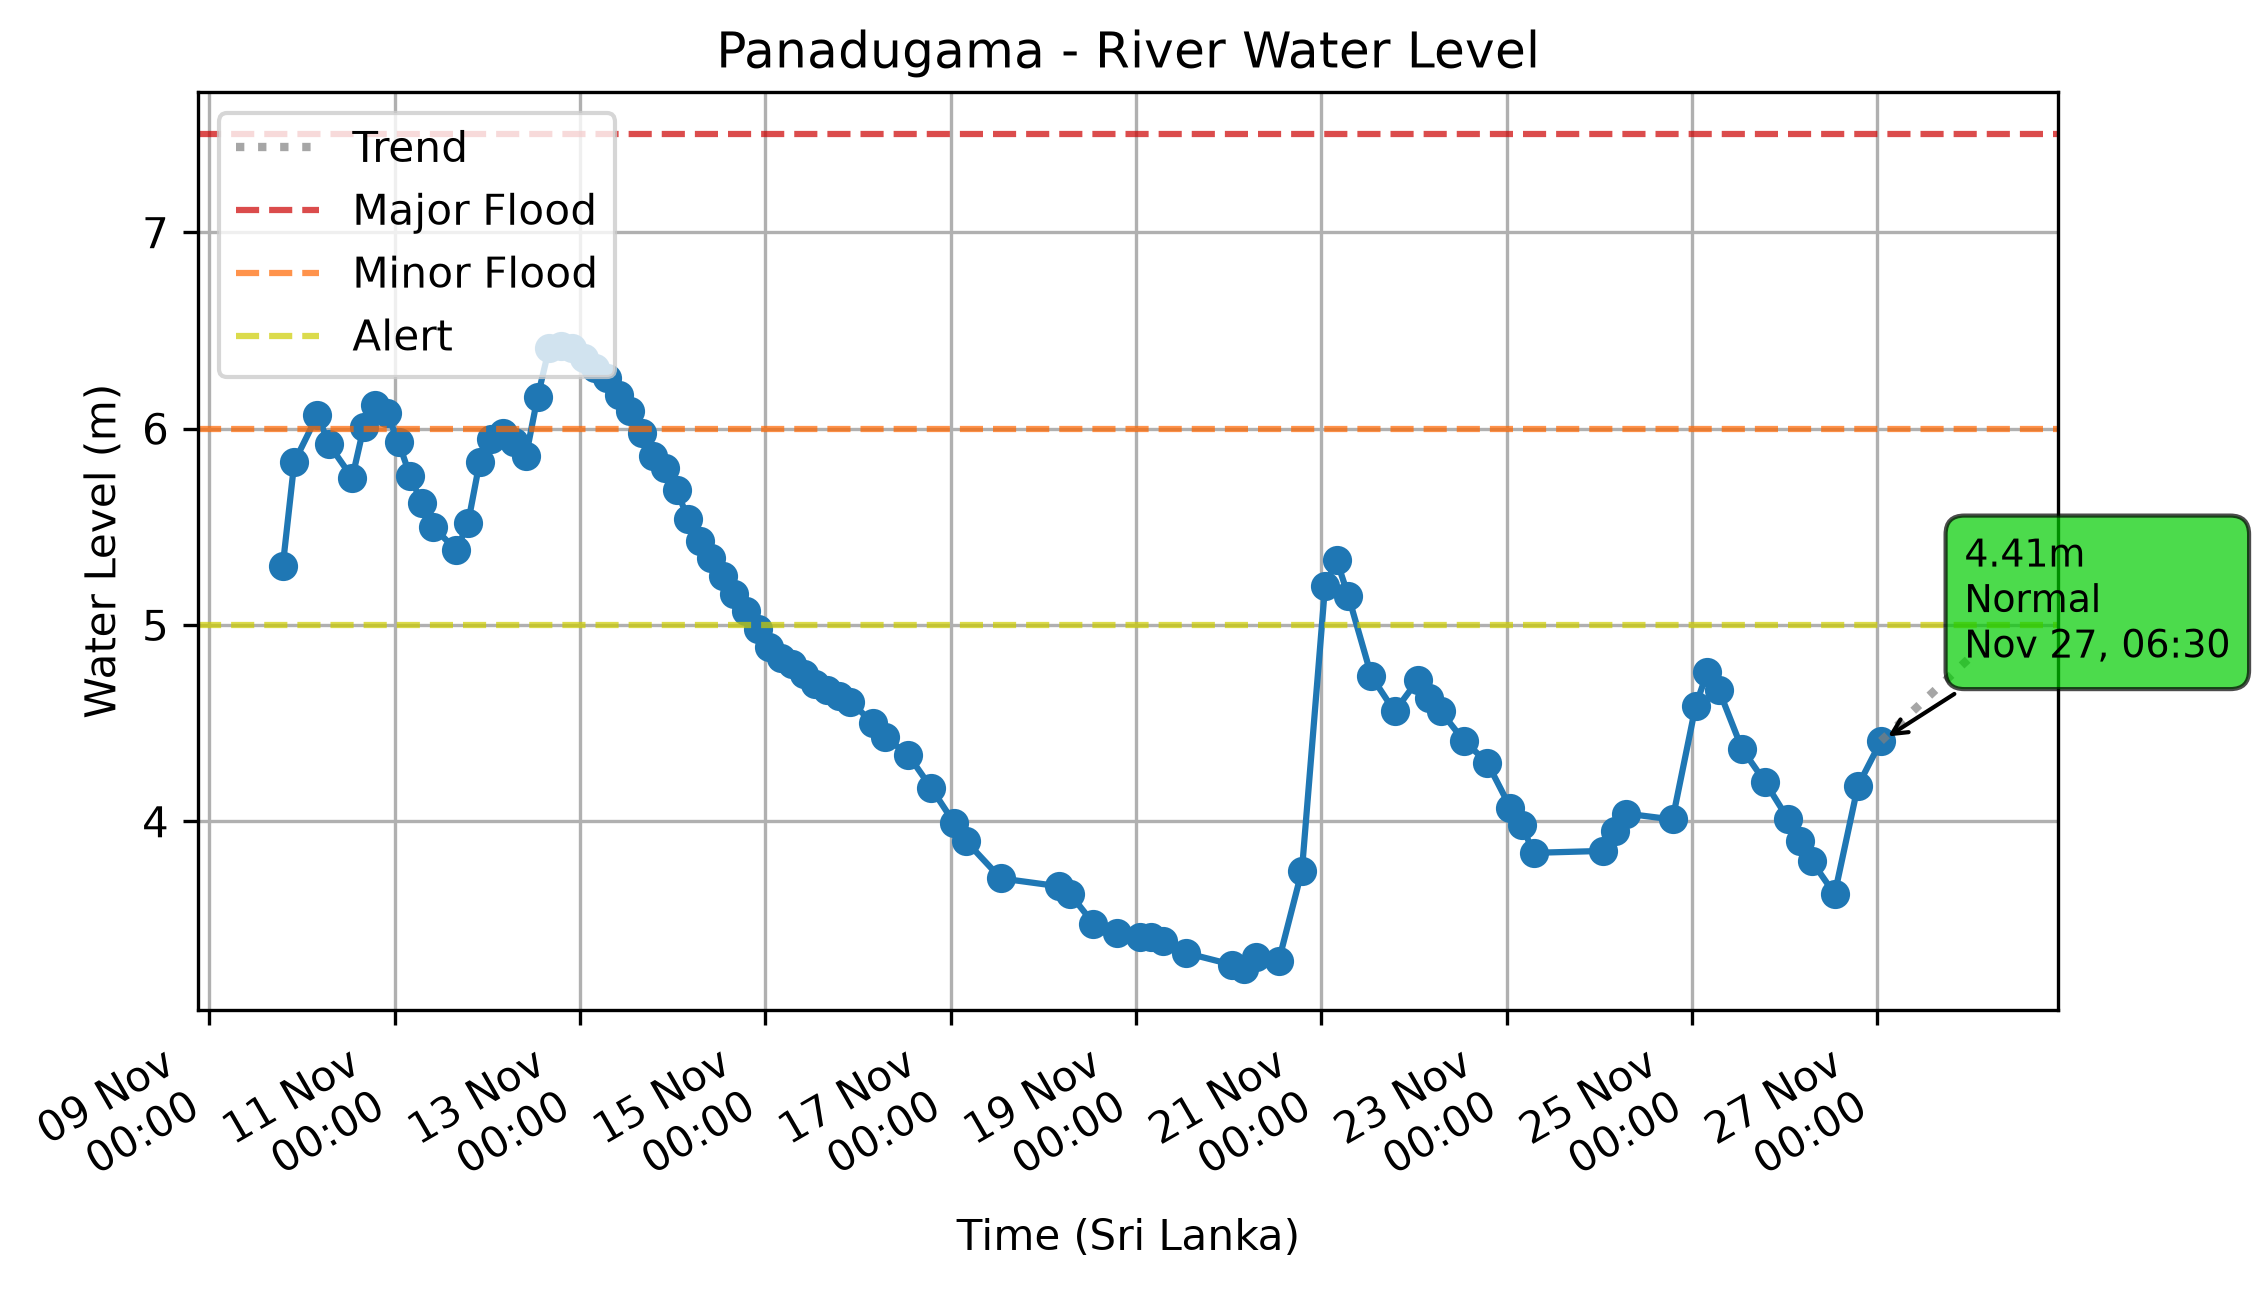 Panadugama - River Water Level
Trend
Major Flood
Minor Flood
Alert
7
6
5
4
Water Level (m)
4.41m
Normal
Nov 27, 06:30
09 Nov
00:00
11 Nov
00:00
13 Nov
00:00
15 Nov
00:00
17 Nov
00:00
19 Nov
00:00
21 Nov
00:00
23 Nov
00:00
25 Nov
00:00
27 Nov
00:00
Time (Sri Lanka)